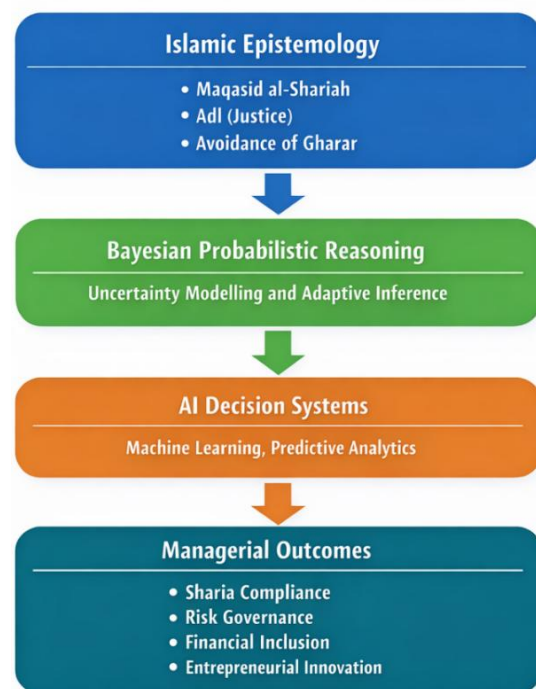 Islamic Epistemology
• Maqasid al-Shariah
• Adl (Justice)
• Avoidance of Gharar
Bayesian Probabilistic Reasoning
Uncertainty Modelling and Adaptive Inference
AI Decision Systems
Machine Learning, Predictive Analytics
Managerial Outcomes
• Sharia Compliance
• Risk Governance
• Financial Inclusion
• Entrepreneurial Innovation